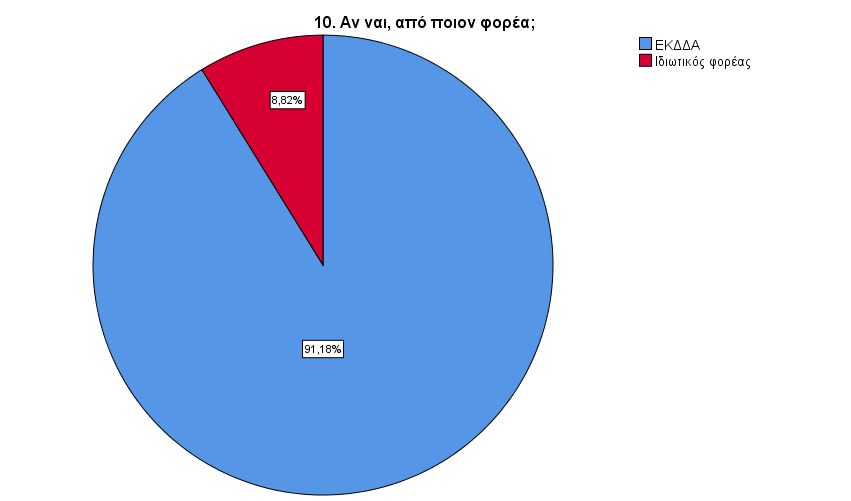 10. Αν ναι, από ποιον φορέα;
ΕΚΔΔΑ
Ιδιωτικός φορέας
8,82%
91,18%